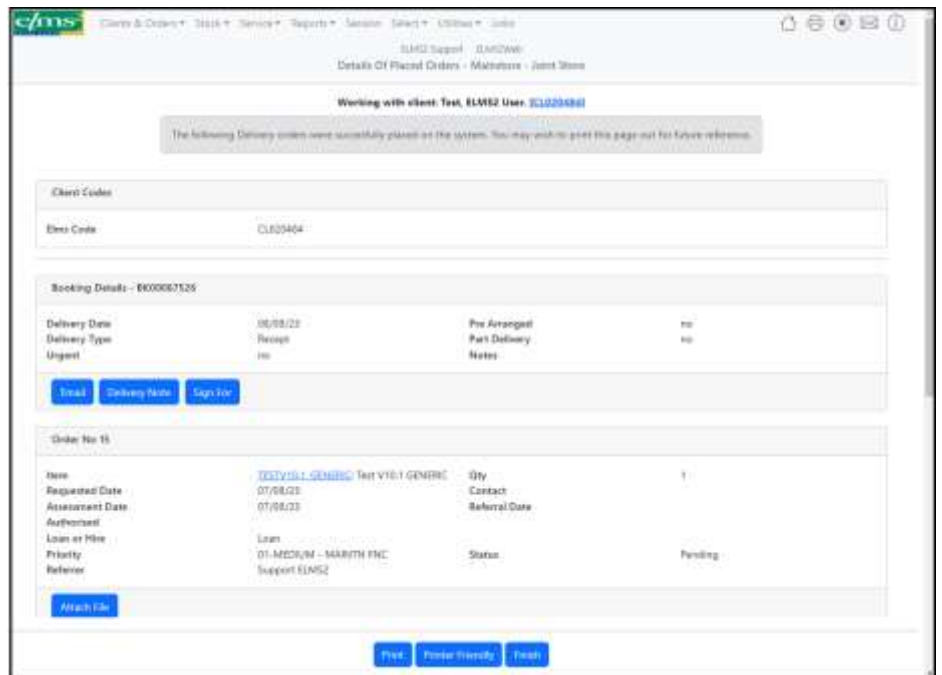 elms
Clients & Orders Stock Service Reports Session Select Utilities Jobs
ELMS2 Support ELMS2Web
Details Of Placed Orders - Mainstore - Joint Store
Working with client: Test, ELMS2 User. [CL020484]
The following Delivery orders were succesfully placed on the system. You may wish to print this page out for future reference.
Client Codes
Elms Code CL020484
Booking Details - BK00067526
Delivery Date 08/08/23 Pre Arranged no
Delivery Type Receipt Part Delivery no
Urgent no Notes
Email Delivery Note Sign For
Order No 15
Item TESTV10.1 GENERIC: Test V10.1 GENERIC Qty 1
Requested Date 07/08/23 Contact
Assessment Date 07/08/23 Referral Date
Authorised
Loan or Hire Loan
Priority 01-MEDIUM - MAINTN FNC Status Pending
Referrer Support ELMS2
Attach File
Print Printer Friendly Finish